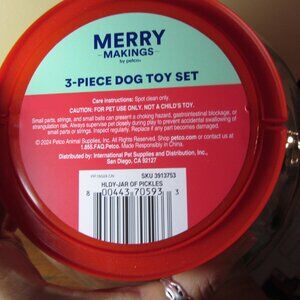 MERRY
MAKINGS
by petco
3-PIECE DOG TOY SET
Care Instructions: Spot clean only.
CAUTION: FOR PET USE ONLY. NOT A CHILD'S TOY.
Small parts, strings, and small balls can present a choking hazard, gastrointestinal blockage, or
strangulation risk. Always supervise pet closely during play to prevent accidental swallowing of
small parts or strings. Inspect regularly. Replace if any part becomes damaged.
© 2024 Petco Animal Supplies, Inc. All Rights Reserved. Shop petco.com or contact us at
1.855.FAQ.Petco. Made Responsibly in China.
Distributed by: International Pet Supplies and Distribution, Inc.,
San Diego, CA 92127
SKU 3913753
HLDY-JAR OF PICKLES
8 00443 70593 3